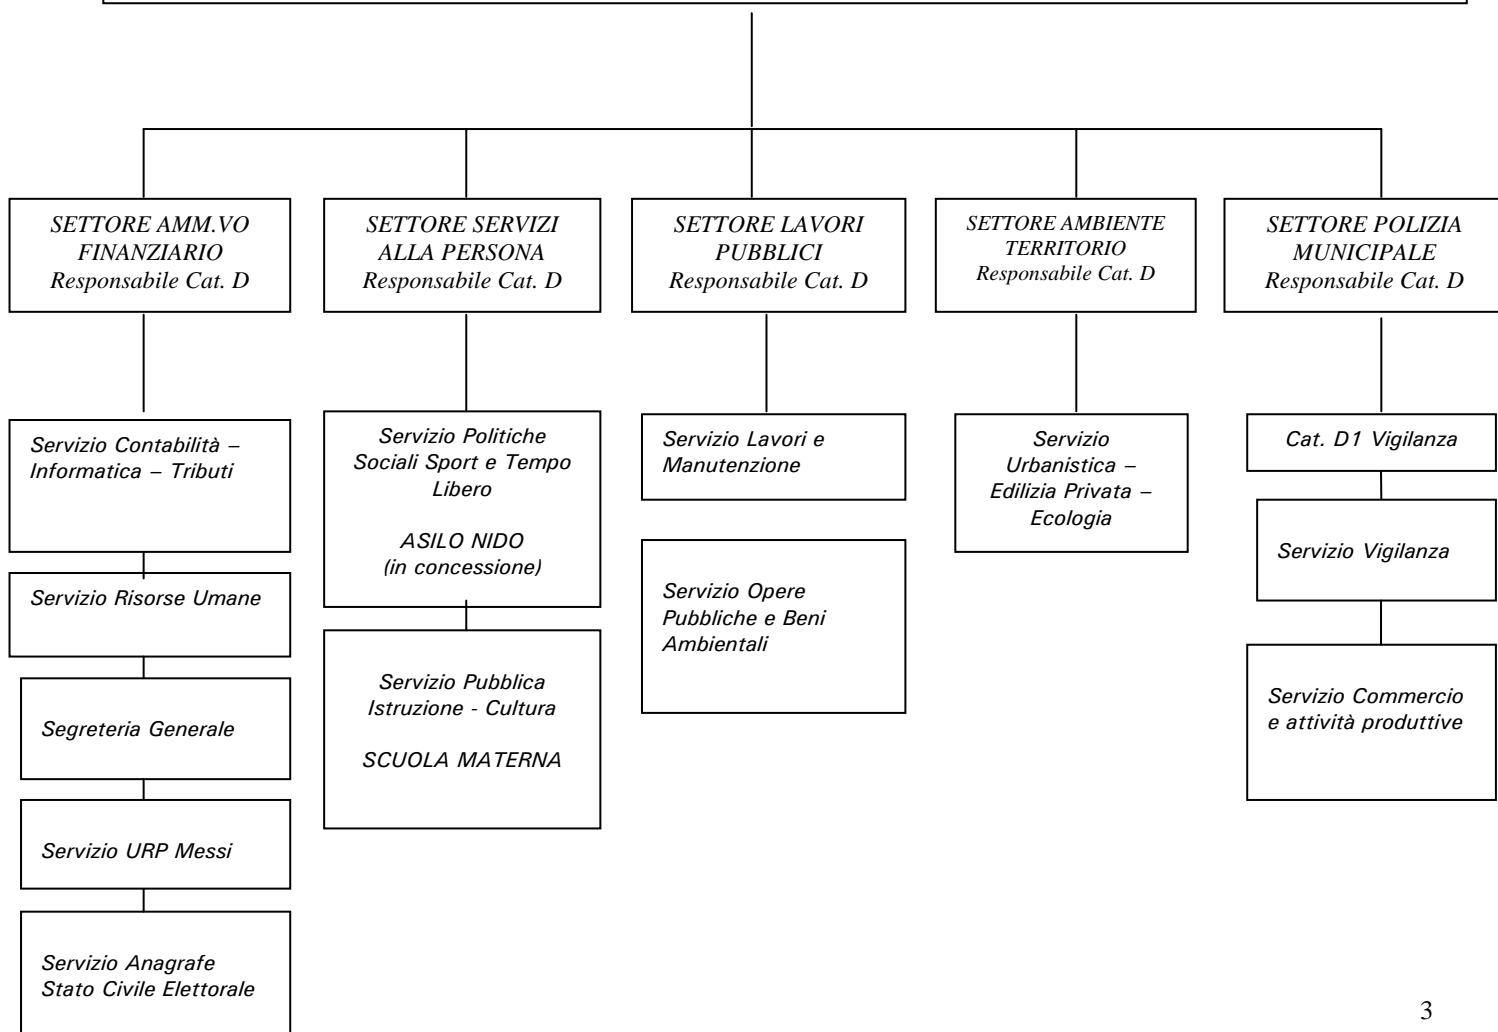 SETTORE AMM.VO
FINANZIARIO
Responsabile Cat. D
SETTORE SERVIZI
ALLA PERSONA
Responsabile Cat. D
SETTORE LAVORI
PUBBLICI
Responsabile Cat. D
SETTORE AMBIENTE
TERRITORIO
Responsabile Cat. D
SETTORE POLIZIA
MUNICIPALE
Responsabile Cat. D
Servizio Contabilità –
Informatica – Tributi
Servizio Risorse Umane
Segreteria Generale
Servizio URP Messi
Servizio Anagrafe
Stato Civile Elettorale
Servizio Politiche
Sociali Sport e Tempo
Libero
ASILO NIDO
(in concessione)
Servizio Pubblica
Istruzione - Cultura
SCUOLA MATERNA
Servizio Lavori e
Manutenzione
Servizio Opere
Pubbliche e Beni
Ambientali
Servizio
Urbanistica –
Edilizia Privata –
Ecologia
Cat. D1 Vigilanza
Servizio Vigilanza
Servizio Commercio
e attività produttive
3